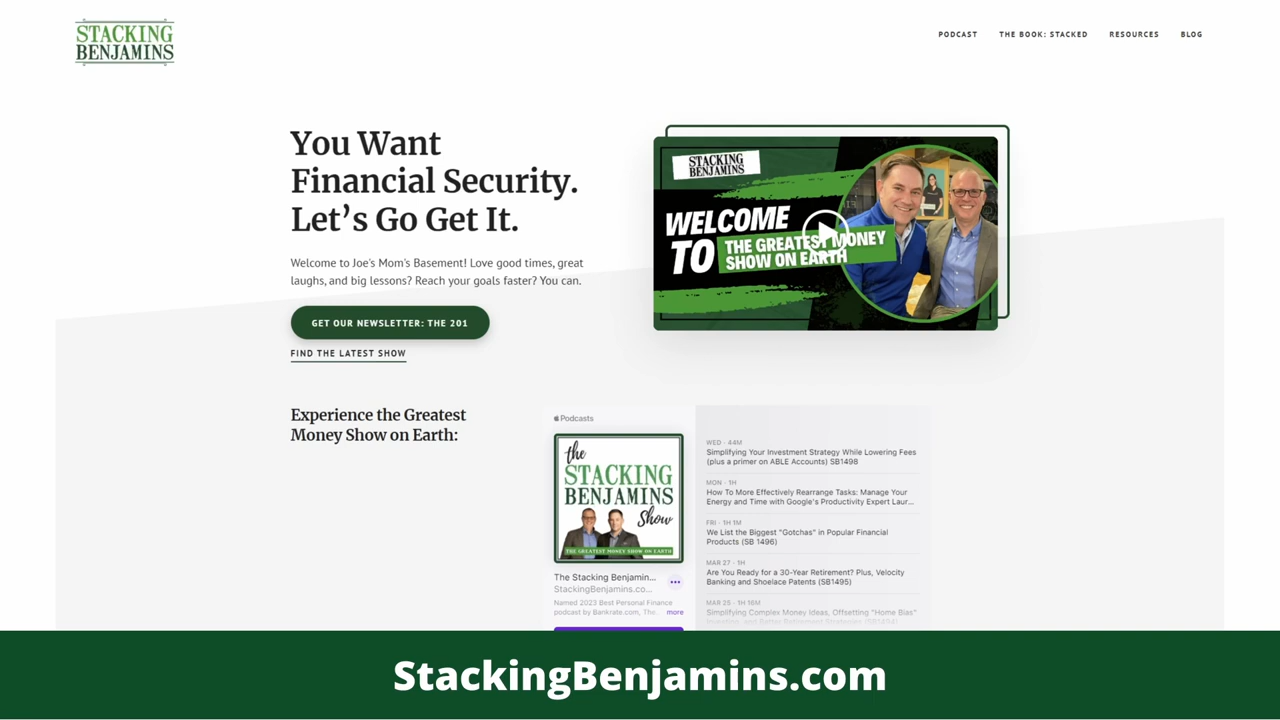 STACKING
BENJAMINS
PODCAST
THE BOOK: STACKED
RESOURCES
BLOG
You Want
Financial Security.
Let’s Go Get It.
Welcome to Joe's Mom's Basement! Love good times, great
laughs, and big lessons? Reach your goals faster? You can.
GET OUR NEWSLETTER: THE 201
FIND THE LATEST SHOW
STACKING
BENJAMINS
WELCOME
TO
THE GREATEST MONEY
SHOW ON EARTH
Experience the Greatest
Money Show on Earth:
Podcasts
the
STACKING
BENJAMINS
Show
THE GREATEST MONEY SHOW ON EARTH
The Stacking Benjamin...
StackingBenjamins.co...
Named 2023 Best Personal Finance
podcast by Bankrate.com, The...
more
WED · 44M
Simplifying Your Investment Strategy While Lowering Fees
(plus a primer on ABLE Accounts) SB1498
MON · 1H
How To More Effectively Rearrange Tasks: Manage Your
Energy and Time with Google's Productivity Expert Laur...
FRI · 1H 1M
We List the Biggest "Gotchas" in Popular Financial
Products (SB 1496)
MAR 27 · 1H
Are You Ready for a 30-Year Retirement? Plus, Velocity
Banking and Shoelace Patents (SB1495)
MAR 25 · 1H 16M
Simplifying Complex Money Ideas, Offsetting "Home Bias"
Investing, and Better Retirement Strategies (SB1494)
StackingBenjamins.com